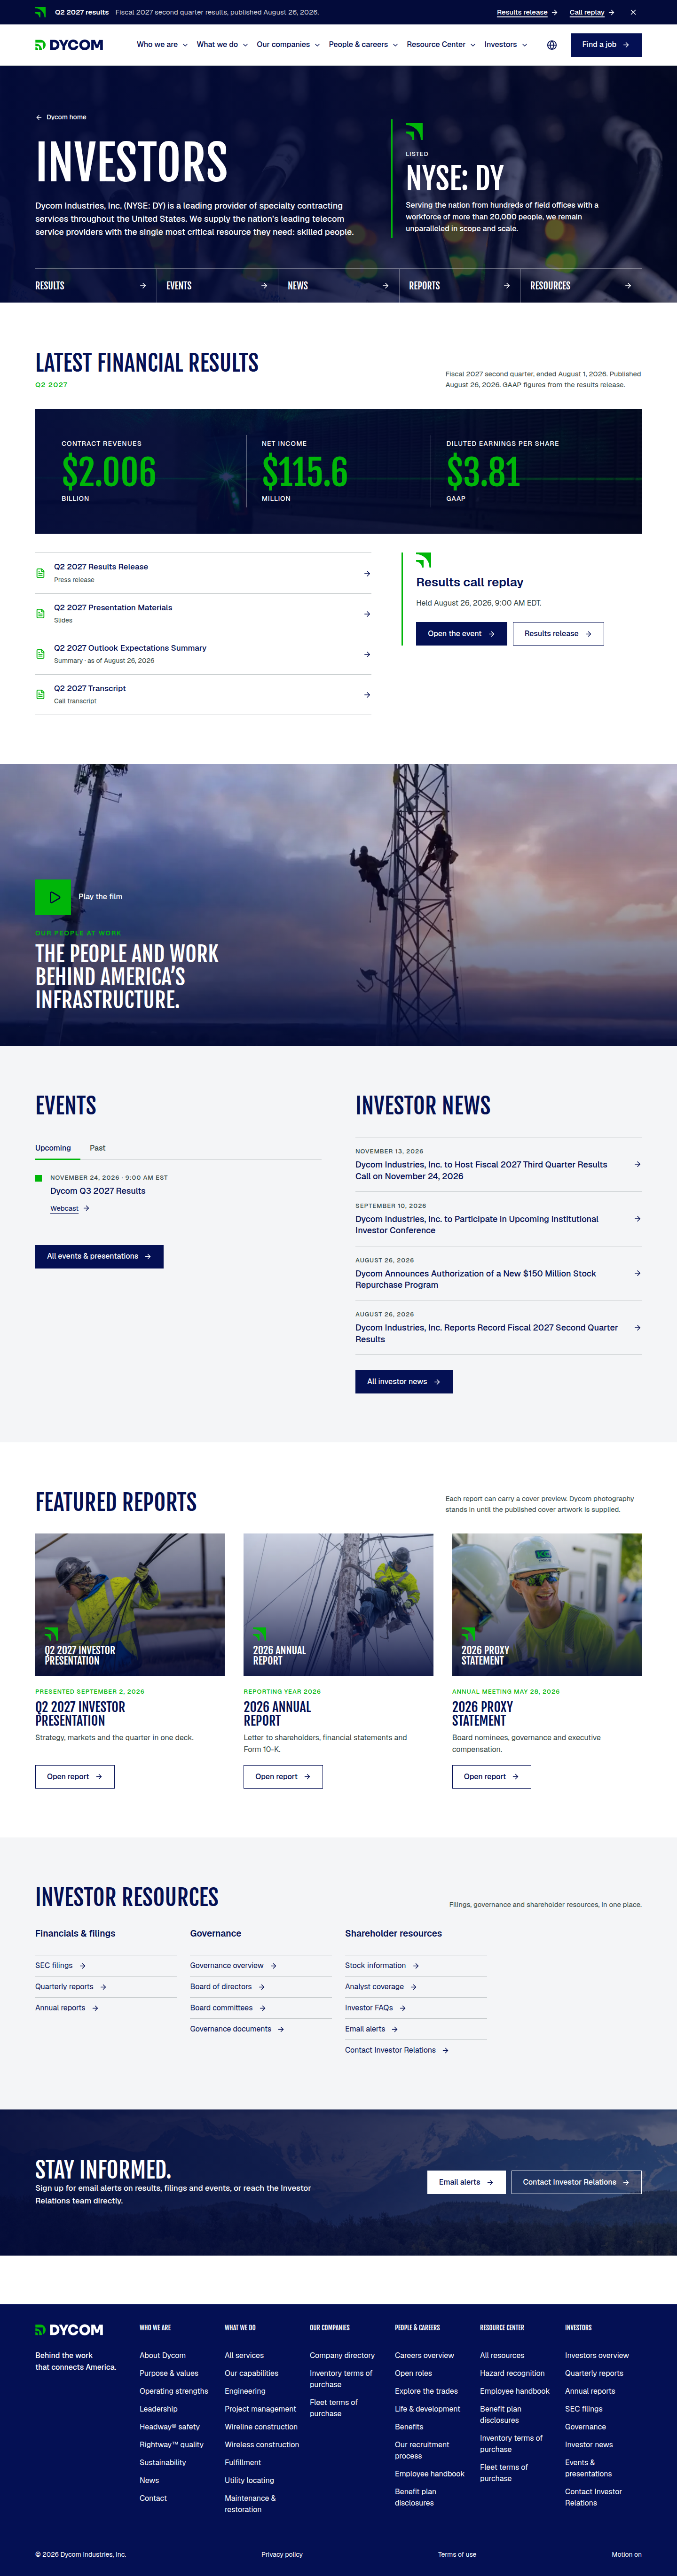 Q2 2027 results Fiscal 2027 second quarter results, published August 26, 2026. Results release Call replay
DYCOM Who we are What we do Our companies People & careers Resource Center Investors Find a job
Dycom home
INVESTORS
Dycom Industries, Inc. (NYSE: DY) is a leading provider of specialty contracting
services throughout the United States. We supply the nation's leading telecom
service providers with the single most critical resource they need: skilled people.
LISTED
NYSE: DY
Serving the nation from hundreds of field offices with a
workforce of more than 20,000 people, we remain
unparalleled in scope and scale.
RESULTS EVENTS NEWS REPORTS RESOURCES
LATEST FINANCIAL RESULTS
Q2 2027
Fiscal 2027 second quarter, ended August 1, 2026. Published
August 26, 2026. GAAP figures from the results release.
CONTRACT REVENUES
$2.006
BILLION
NET INCOME
$115.6
MILLION
DILUTED EARNINGS PER SHARE
$3.81
GAAP
Q2 2027 Results Release
Press release
Q2 2027 Presentation Materials
Slides
Q2 2027 Outlook Expectations Summary
Summary · as of August 26, 2026
Q2 2027 Transcript
Call transcript
Results call replay
Held August 26, 2026, 9:00 AM EDT.
Open the event Results release
Play the film
OUR PEOPLE AT WORK
THE PEOPLE AND WORK
BEHIND AMERICA'S
INFRASTRUCTURE.
EVENTS
Upcoming Past
NOVEMBER 24, 2026 · 9:00 AM EST
Dycom Q3 2027 Results
Webcast
All events & presentations
INVESTOR NEWS
NOVEMBER 13, 2026
Dycom Industries, Inc. to Host Fiscal 2027 Third Quarter Results
Call on November 24, 2026
SEPTEMBER 10, 2026
Dycom Industries, Inc. to Participate in Upcoming Institutional
Investor Conference
AUGUST 26, 2026
Dycom Announces Authorization of a New $150 Million Stock
Repurchase Program
AUGUST 26, 2026
Dycom Industries, Inc. Reports Record Fiscal 2027 Second Quarter
Results
All investor news
FEATURED REPORTS
Each report can carry a cover preview. Dycom photography
stands in until the published cover artwork is supplied.
Q2 2027 INVESTOR
PRESENTATION
PRESENTED SEPTEMBER 2, 2026
Q2 2027 INVESTOR
PRESENTATION
Strategy, markets and the quarter in one deck.
Open report
2026 ANNUAL
REPORT
REPORTING YEAR 2026
2026 ANNUAL
REPORT
Letter to shareholders, financial statements and
Form 10-K.
Open report
2026 PROXY
STATEMENT
ANNUAL MEETING MAY 28, 2026
2026 PROXY
STATEMENT
Board nominees, governance and executive
compensation.
Open report
INVESTOR RESOURCES
Filings, governance and shareholder resources, in one place.
Financials & filings
SEC filings
Quarterly reports
Annual reports
Governance
Governance overview
Board of directors
Board committees
Governance documents
Shareholder resources
Stock information
Analyst coverage
Investor FAQs
Email alerts
Contact Investor Relations
STAY INFORMED.
Sign up for email alerts on results, filings and events, or reach the Investor
Relations team directly.
Email alerts Contact Investor Relations
DYCOM
Behind the work
that connects America.
WHO WE ARE
About Dycom
Purpose & values
Operating strengths
Leadership
Headway® safety
Rightway™ quality
Sustainability
News
Contact
WHAT WE DO
All services
Our capabilities
Engineering
Project management
Wireline construction
Wireless construction
Fulfillment
Utility locating
Maintenance &
restoration
OUR COMPANIES
Company directory
Inventory terms of
purchase
Fleet terms of
purchase
PEOPLE & CAREERS
Careers overview
Open roles
Explore the trades
Life & development
Benefits
Our recruitment
process
Employee handbook
Benefit plan
disclosures
RESOURCE CENTER
All resources
Hazard recognition
Employee handbook
Benefit plan
disclosures
Inventory terms of
purchase
Fleet terms of
purchase
INVESTORS
Investors overview
Quarterly reports
Annual reports
SEC filings
Governance
Investor news
Events &
presentations
Contact Investor
Relations
© 2026 Dycom Industries, Inc. Privacy policy Terms of use Motion on